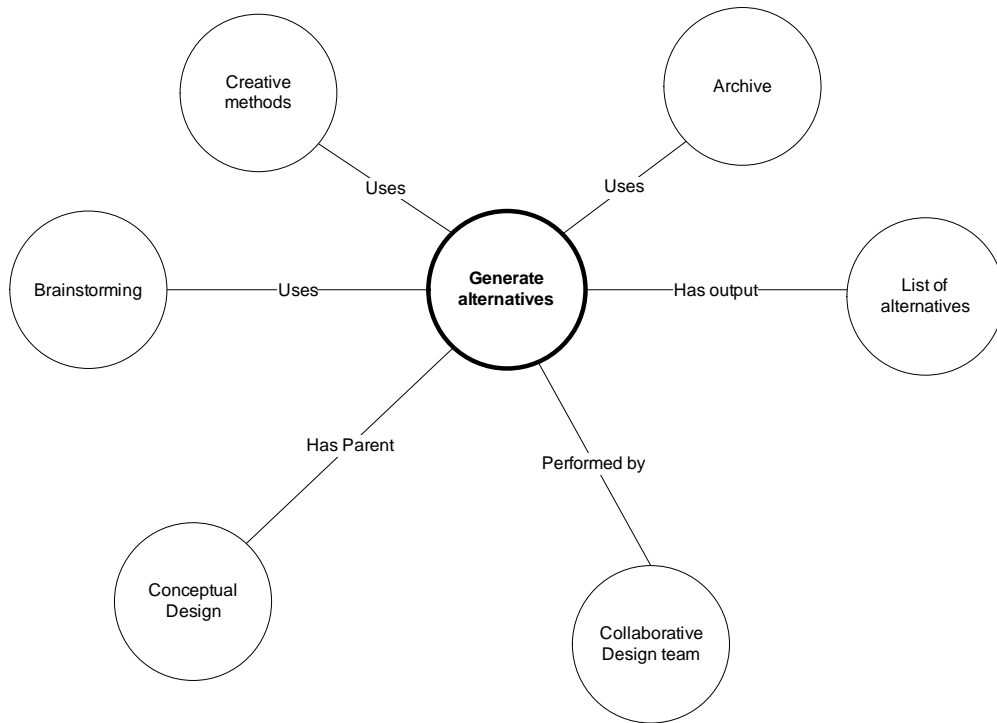 Creative
methods
Archive
Uses
Uses
Brainstorming
Uses
Generate
alternatives
Has output
List of
alternatives
Has Parent
Performed by
Conceptual
Design
Collaborative
Design team